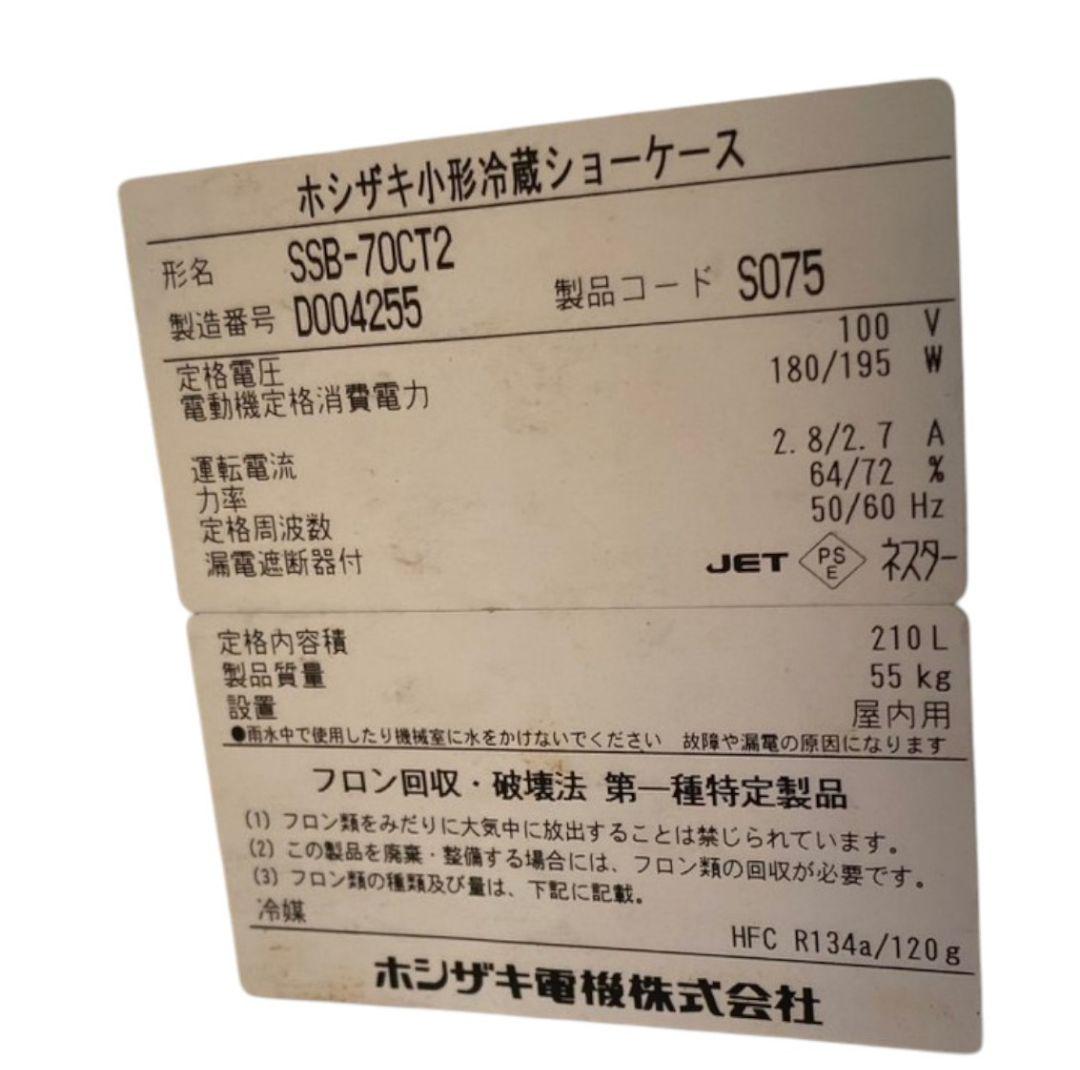 ホシザキ小形冷蔵ショーケース
形名 SSB-70CT2
製造番号 D004255 製品コード S075
定格電圧 100 V
電動機定格消費電力 180/195 W
運転電流 2.8/2.7 A
力率 64/72 %
定格周波数 50/60 Hz
漏電遮断器付 JET PSE ネスター
定格内容積 210 L
製品質量 55 kg
設置 屋内用
●雨水中で使用したり機械室に水をかけないでください 故障や漏電の原因になります
フロン回収・破壊法 第一種特定製品
(1) フロン類をみだりに大気中に放出することは禁じられています。
(2) この製品を廃棄・整備する場合には、フロン類の回収が必要です。
(3) フロン類の種類及び量は、下記に記載。
冷媒 HFC R134a/120g
ホシザキ電機株式会社